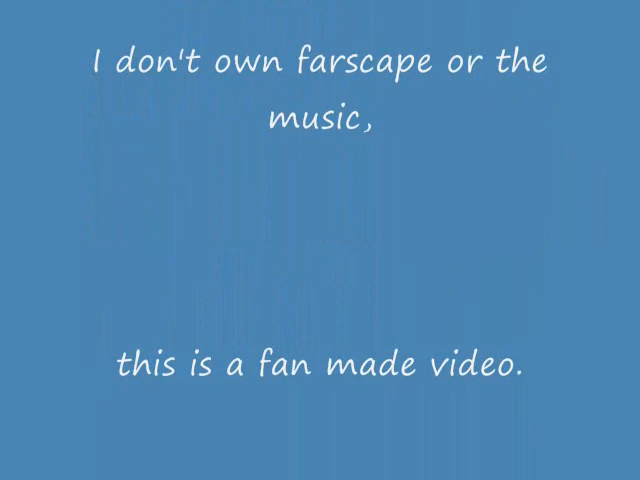 I don't own farscape or the
music,
this is a fan made video.